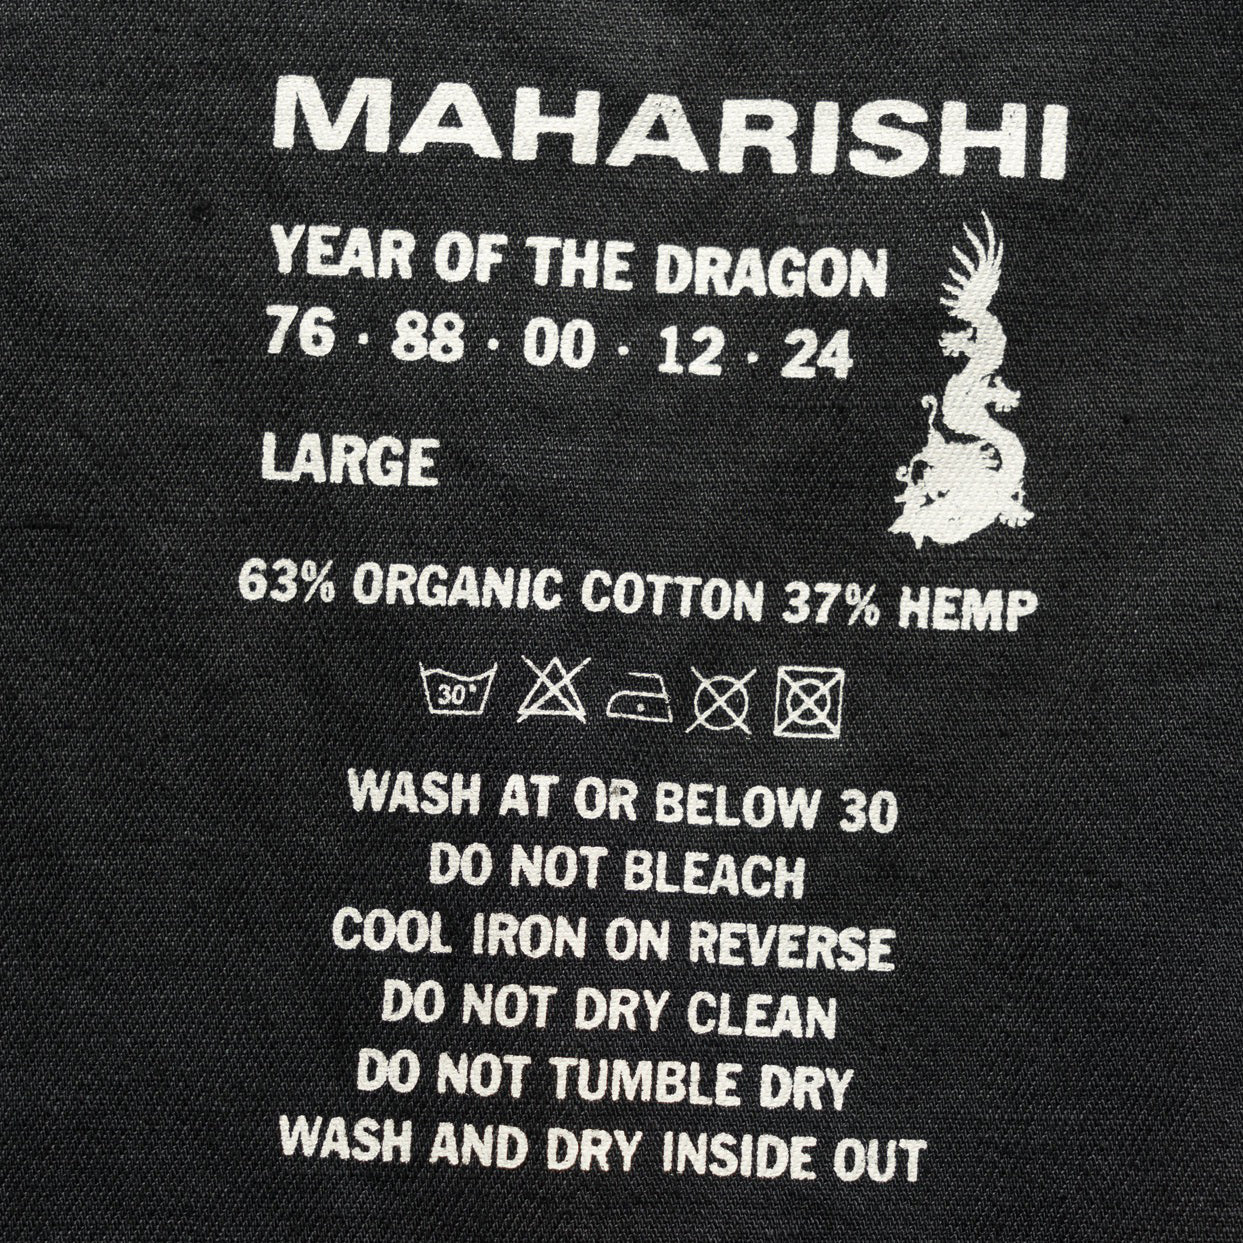 MAHARISHI
YEAR OF THE DRAGON
76 · 88 · 00 · 12 · 24
LARGE
63% ORGANIC COTTON 37% HEMP
30°
WASH AT OR BELOW 30
DO NOT BLEACH
COOL IRON ON REVERSE
DO NOT DRY CLEAN
DO NOT TUMBLE DRY
WASH AND DRY INSIDE OUT